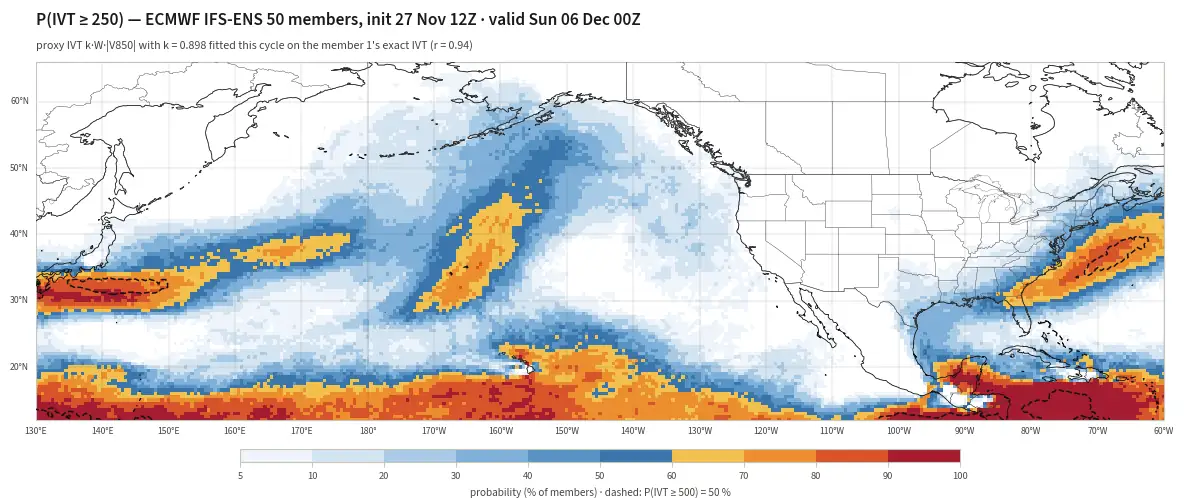 P(IVT ≥ 250) — ECMWF IFS-ENS 50 members, init 27 Nov 12Z · valid Sun 06 Dec 00Z
proxy IVT k·W·|V850| with k = 0.898 fitted this cycle on the member 1's exact IVT (r = 0.94)
60°N
50°N
40°N
30°N
20°N
130°E 140°E 150°E 160°E 170°E 180° 170°W 160°W 150°W 140°W 130°W 120°W 110°W 100°W 90°W 80°W 70°W 60°W
5 10 20 30 40 50 60 70 80 90 100
probability (% of members) · dashed: P(IVT ≥ 500) = 50 %